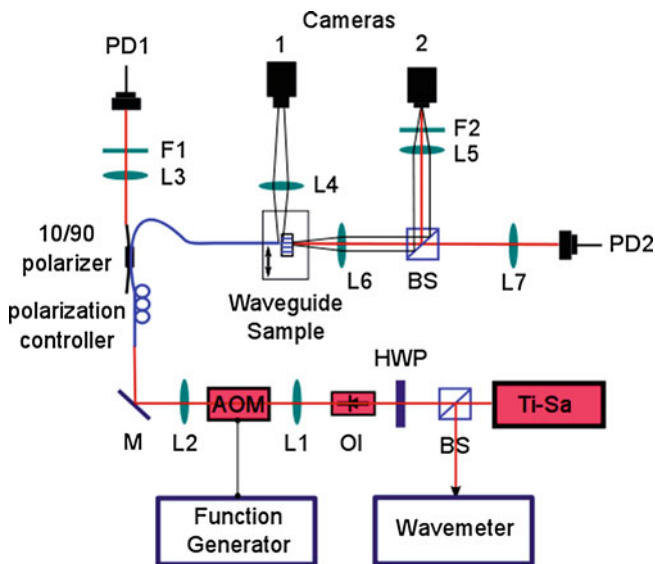 Cameras
PD1
1
2
F1
L3
F2
L5
L4
10/90
polarizer
PD2
L6
BS
L7
Waveguide
Sample
polarization
controller
HWP
AOM
Ti-Sa
M
L2
L1
OI
BS
Function
Generator
Wavemeter